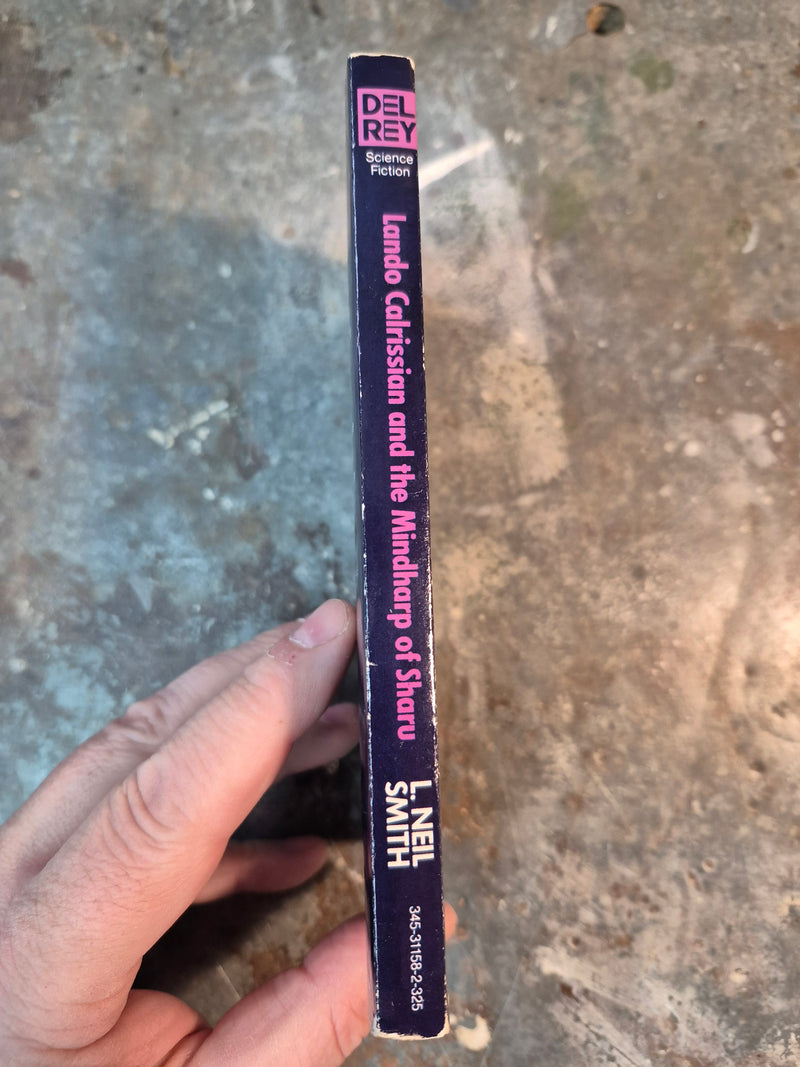 DEL
REY
Science
Fiction
Lando Calrissian and the Mindharp of Sharu
L. NEIL
SMITH
345-31158-2-325